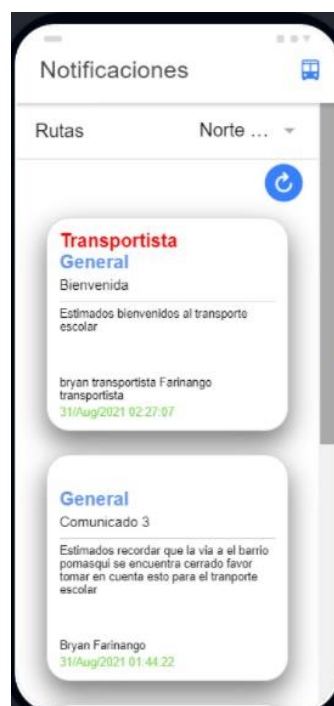 Notificaciones
Rutas Norte ...
Transportista
General
Bienvenida
Estimados bienvenidos al transporte
escolar
bryan transportista Farinango
transportista
31/Aug/2021 02:27:07
General
Comunicado 3
Estimados recordar que la via a el barrio
pomasqui se encuentra cerrado favor
tomar en cuenta esto para el tranporte
escolar
Bryan Farinango
31/Aug/2021 01:44:22